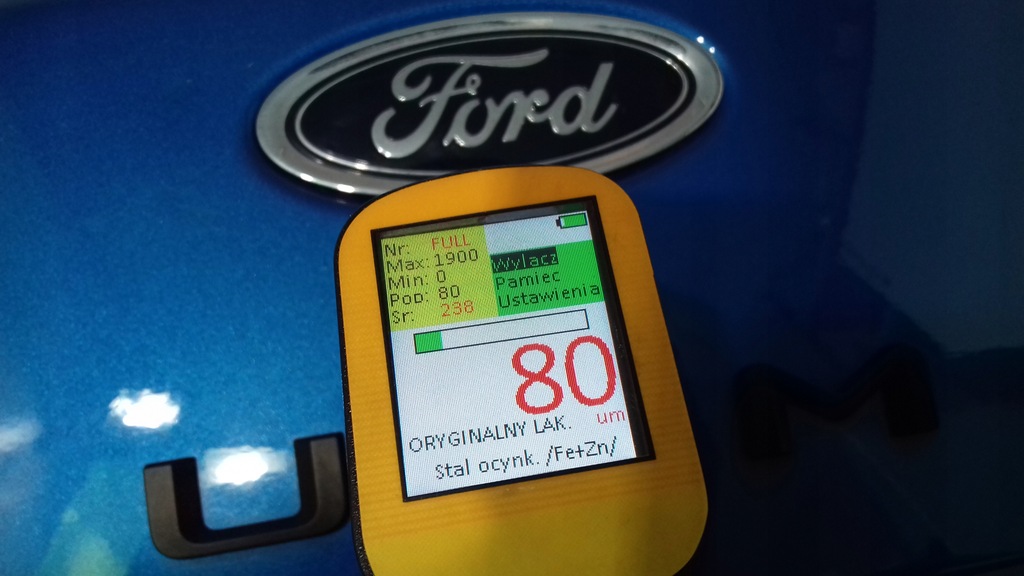 Ford
Nr: FULL
Max: 1900
Min: 0
Pop: 80
Sr: 238
Wylacz
Pamiec
Ustawienia
80
um
ORYGINALNY LAK.
Stal ocynk. /Fe+Zn/
U M